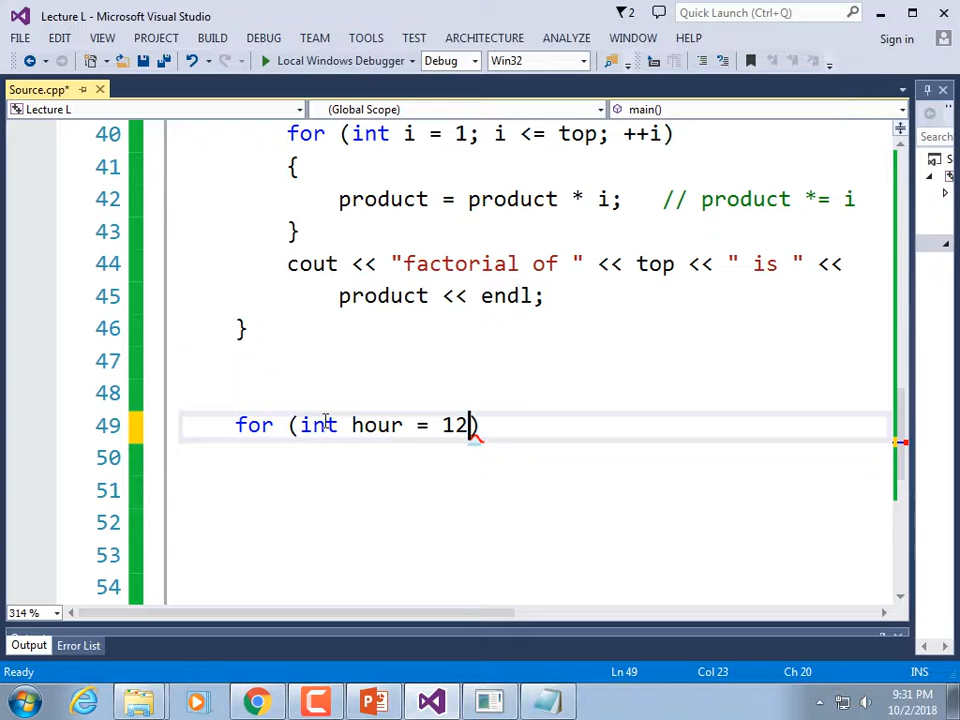 Lecture L - Microsoft Visual Studio
2
Quick Launch (Ctrl+Q)
FILE EDIT VIEW PROJECT BUILD DEBUG TEAM TOOLS TEST ARCHITECTURE ANALYZE WINDOW HELP
Sign in
Local Windows Debugger
Debug
Win32
Source.cpp*
Lecture L
(Global Scope)
main()
Search
S
40 for (int i = 1; i <= top; ++i)
41 {
42 product = product * i; // product *= i
43 }
44 cout << "factorial of " << top << " is " <<
45 product << endl;
46 }
47
48
49 for (int hour = 12)
50
51
52
53
54
314 %
Output Error List
Ready
Ln 49
Col 23
Ch 20
INS
9:31 PM
10/2/2018